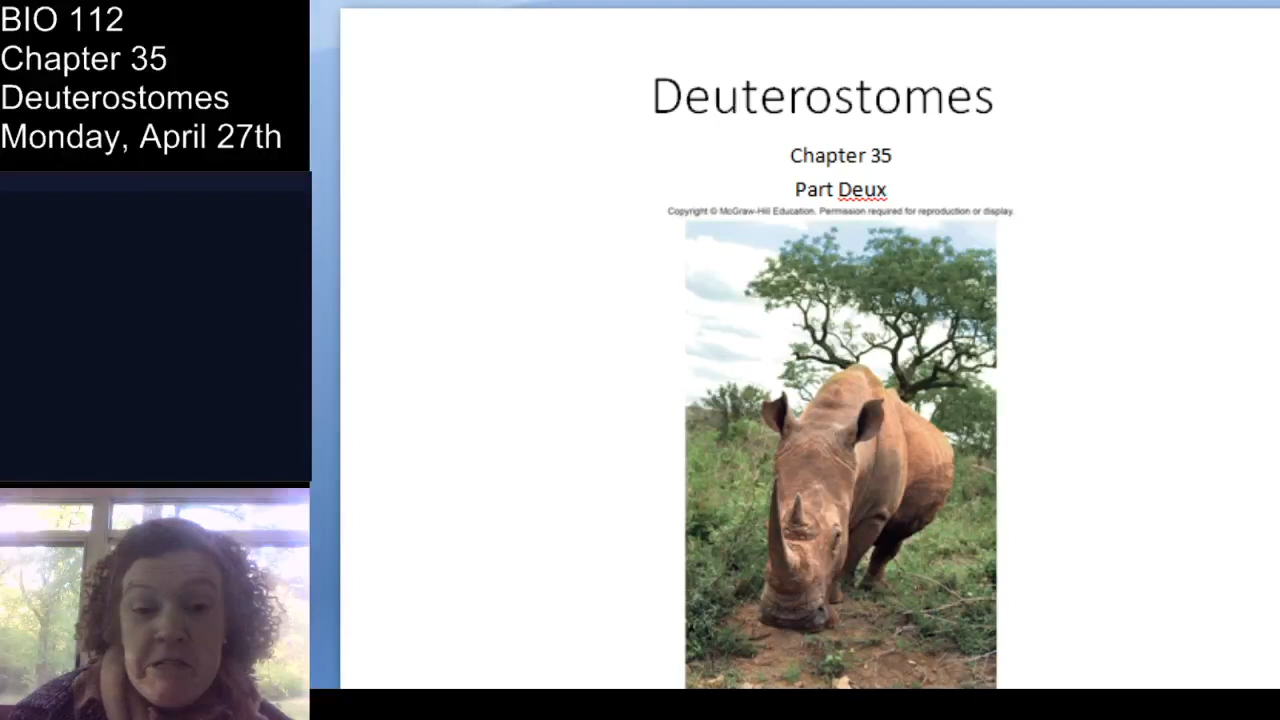 BIO 112
Chapter 35
Deuterostomes
Monday, April 27th
Deuterostomes
Chapter 35
Part Deux
Copyright © McGraw-Hill Education. Permission required for reproduction or display.